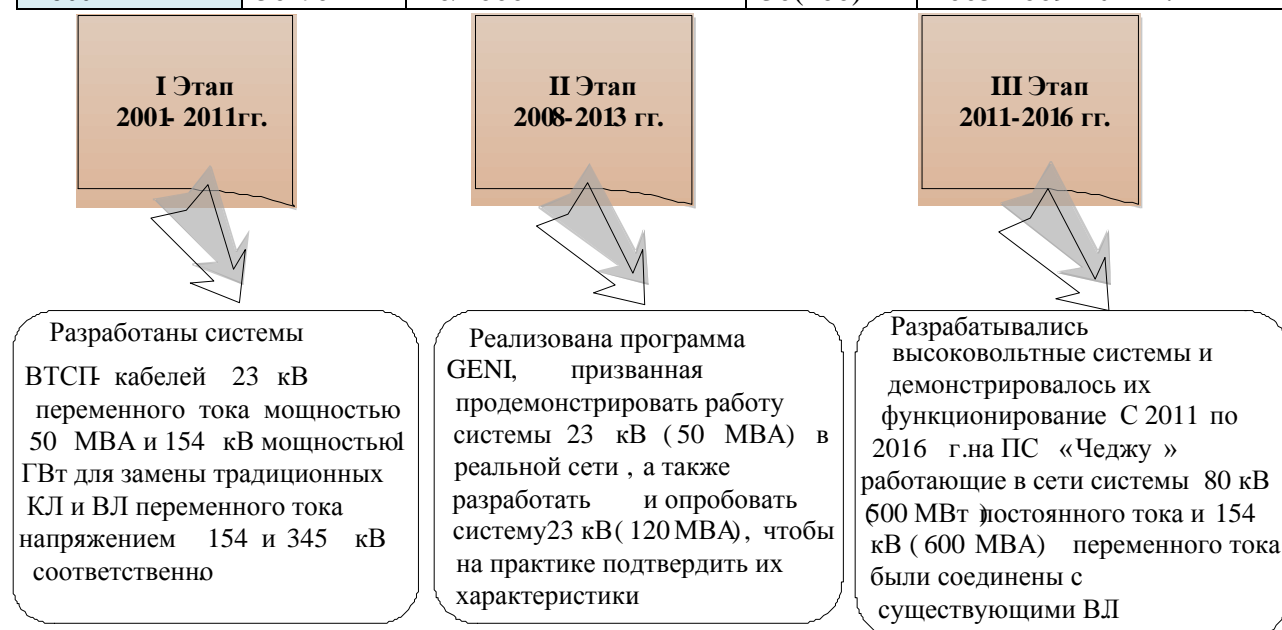 I Этап
2001- 2011гг.
II Этап
2008-2013 гг.
III Этап
2011-2016 гг.
Разработаны системы
ВТСП- кабелей 23 кВ
переменного тока мощностью
50 МВА и 154 кВ мощностью1
ГВт для замены традиционных
КЛ и ВЛ переменного тока
напряжением 154 и 345 кВ
соответственно.
Реализована программа
GENI, призванная
продемонстрировать работу
системы 23 кВ ( 50 МВА) в
реальной сети , а также
разработать и опробовать
систему23 кВ( 120 МВА), чтобы
на практике подтвердить их
характеристики
Разрабатывались
высоковольтные системы и
демонстрировалось их
функционирование. С 2011 по
2016 г.на ПС «Чеджу »
работающие в сети системы 80 кВ
(500 МВт )постоянного тока и 154
кВ ( 600 МВА) переменного тока
были соединены с
существующими ВЛ